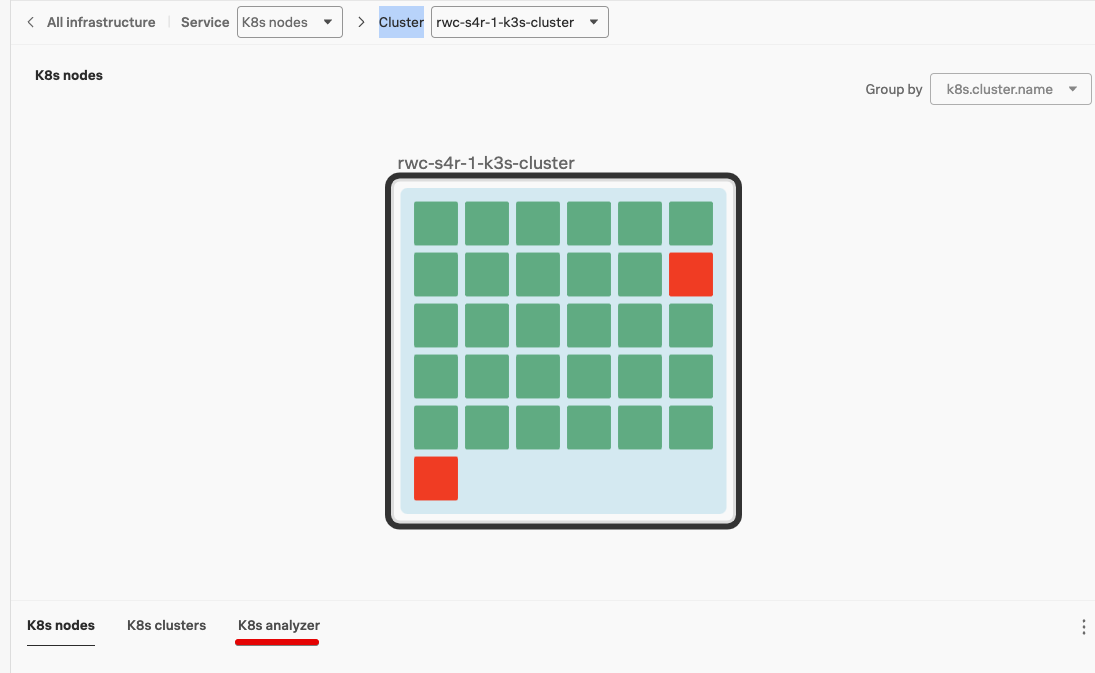 All infrastructure Service K8s nodes Cluster rwc-s4r-1-k3s-cluster
K8s nodes
Group by k8s.cluster.name
rwc-s4r-1-k3s-cluster
K8s nodes K8s clusters K8s analyzer